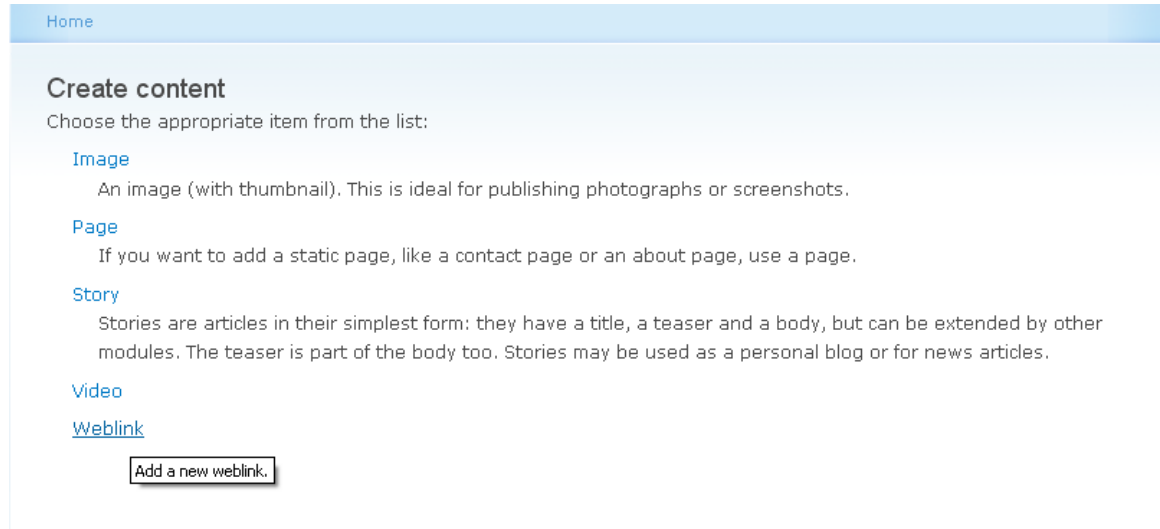 Home
Create content
Choose the appropriate item from the list:
Image
An image (with thumbnail). This is ideal for publishing photographs or screenshots.
Page
If you want to add a static page, like a contact page or an about page, use a page.
Story
Stories are articles in their simplest form: they have a title, a teaser and a body, but can be extended by other
modules. The teaser is part of the body too. Stories may be used as a personal blog or for news articles.
Video
Weblink
Add a new weblink.